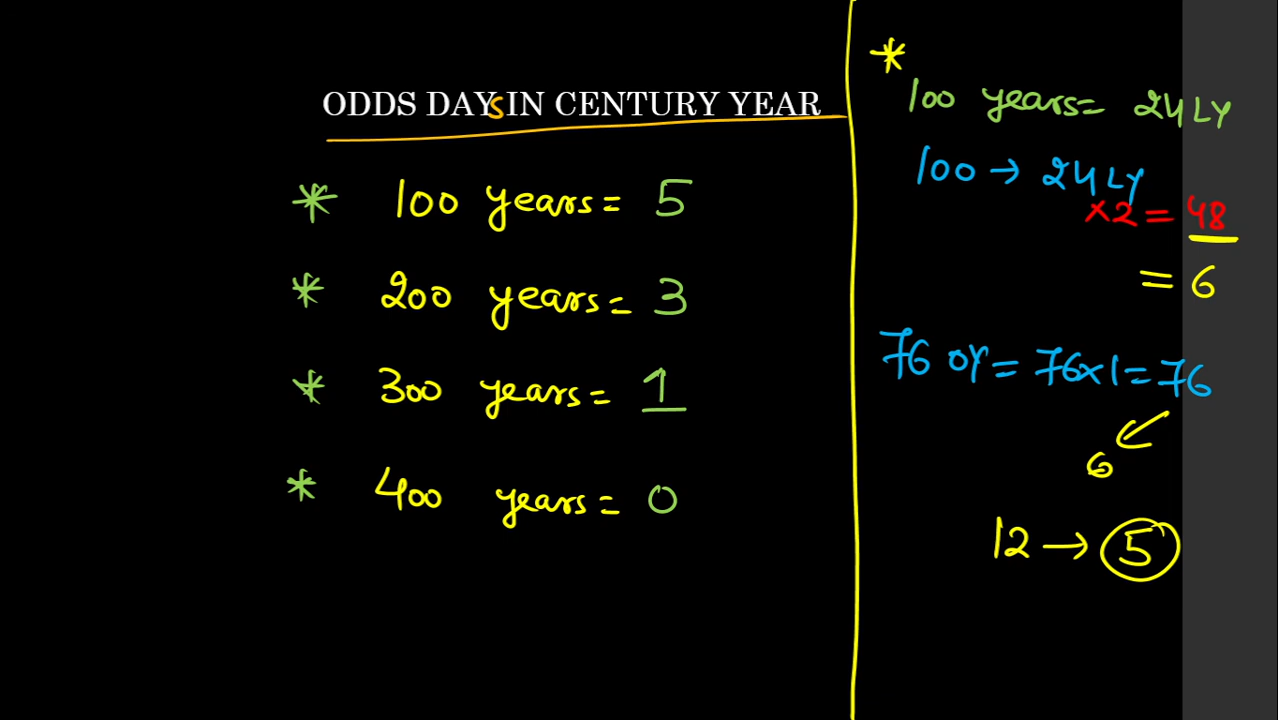 ODDS DAYS IN CENTURY YEAR
* 100 years = 5
* 200 years = 3
* 300 years = 1
* 400 years = 0
*
100 years = 24 LY
100 → 24 LY
×2 = 48
= 6
76 OY = 76×1 = 76
6
12 → 5